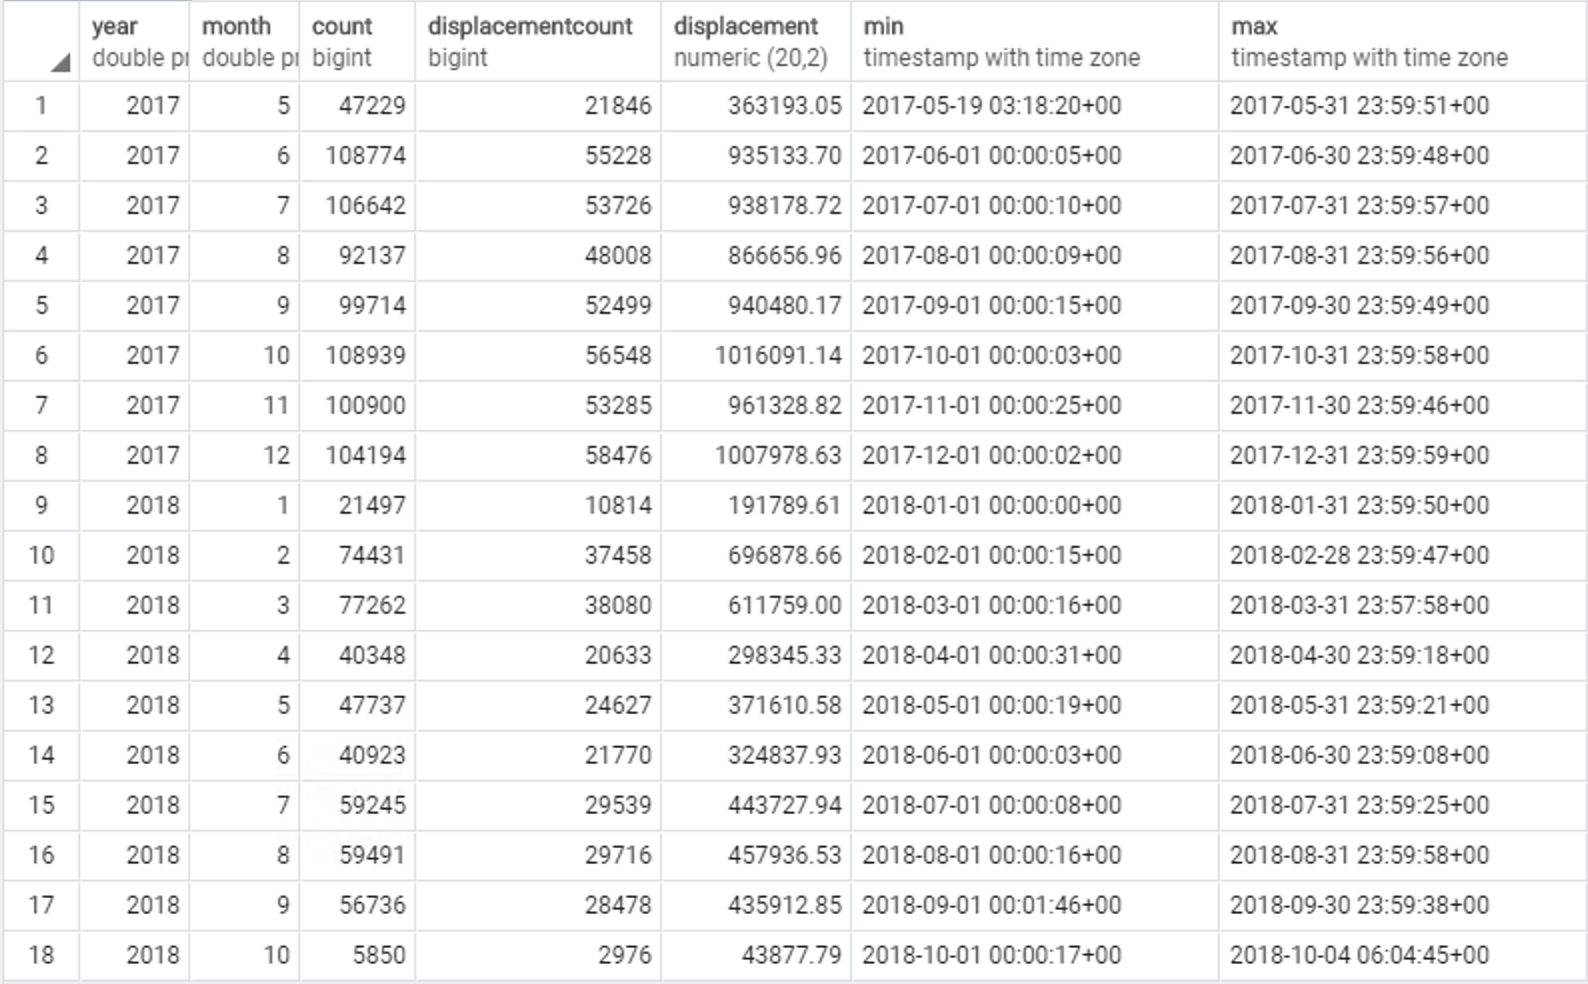 year month count displacementcount displacement min max
double pr double pr bigint bigint numeric (20,2) timestamp with time zone timestamp with time zone
1 2017 5 47229 21846 363193.05 2017-05-19 03:18:20+00 2017-05-31 23:59:51+00
2 2017 6 108774 55228 935133.70 2017-06-01 00:00:05+00 2017-06-30 23:59:48+00
3 2017 7 106642 53726 938178.72 2017-07-01 00:00:10+00 2017-07-31 23:59:57+00
4 2017 8 92137 48008 866656.96 2017-08-01 00:00:09+00 2017-08-31 23:59:56+00
5 2017 9 99714 52499 940480.17 2017-09-01 00:00:15+00 2017-09-30 23:59:49+00
6 2017 10 108939 56548 1016091.14 2017-10-01 00:00:03+00 2017-10-31 23:59:58+00
7 2017 11 100900 53285 961328.82 2017-11-01 00:00:25+00 2017-11-30 23:59:46+00
8 2017 12 104194 58476 1007978.63 2017-12-01 00:00:02+00 2017-12-31 23:59:59+00
9 2018 1 21497 10814 191789.61 2018-01-01 00:00:00+00 2018-01-31 23:59:50+00
10 2018 2 74431 37458 696878.66 2018-02-01 00:00:15+00 2018-02-28 23:59:47+00
11 2018 3 77262 38080 611759.00 2018-03-01 00:00:16+00 2018-03-31 23:57:58+00
12 2018 4 40348 20633 298345.33 2018-04-01 00:00:31+00 2018-04-30 23:59:18+00
13 2018 5 47737 24627 371610.58 2018-05-01 00:00:19+00 2018-05-31 23:59:21+00
14 2018 6 40923 21770 324837.93 2018-06-01 00:00:03+00 2018-06-30 23:59:08+00
15 2018 7 59245 29539 443727.94 2018-07-01 00:00:08+00 2018-07-31 23:59:25+00
16 2018 8 59491 29716 457936.53 2018-08-01 00:00:16+00 2018-08-31 23:59:58+00
17 2018 9 56736 28478 435912.85 2018-09-01 00:01:46+00 2018-09-30 23:59:38+00
18 2018 10 5850 2976 43877.79 2018-10-01 00:00:17+00 2018-10-04 06:04:45+00